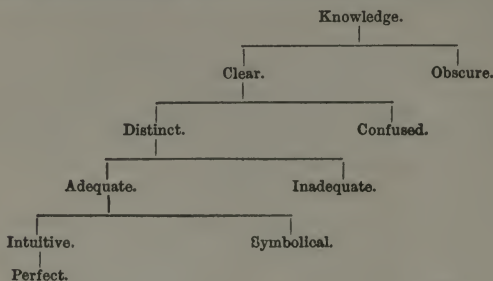 Knowledge.
Clear. Obscure.
Distinct. Confused.
Adequate. Inadequate.
Intuitive. Symbolical.
Perfect.